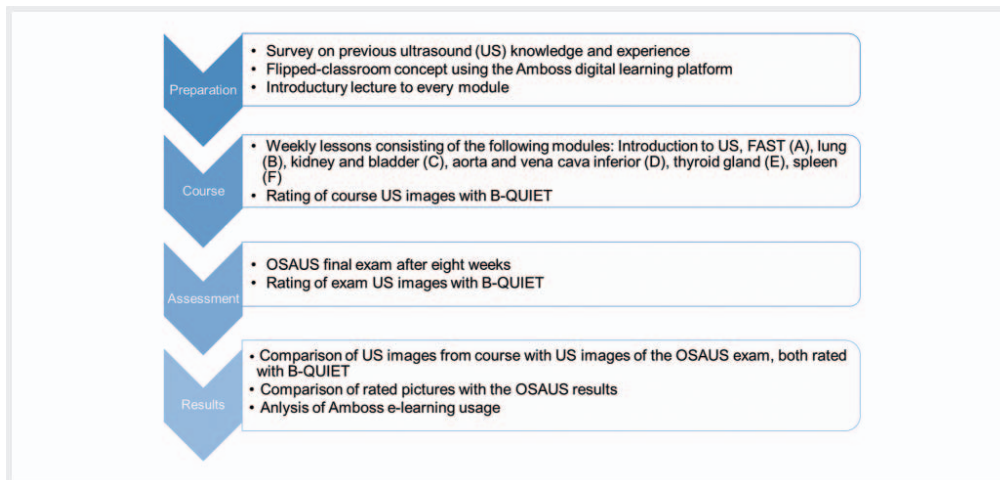 Preparation
• Survey on previous ultrasound (US) knowledge and experience
• Flipped-classroom concept using the Amboss digital learning platform
• Introductury lecture to every module
Course
• Weekly lessons consisting of the following modules: Introduction to US, FAST (A), lung
(B), kidney and bladder (C), aorta and vena cava inferior (D), thyroid gland (E), spleen
(F)
• Rating of course US images with B-QUIET
Assessment
• OSAUS final exam after eight weeks
• Rating of exam US images with B-QUIET
Results
• Comparison of US images from course with US images of the OSAUS exam, both rated
with B-QUIET
• Comparison of rated pictures with the OSAUS results
• Anlysis of Amboss e-learning usage